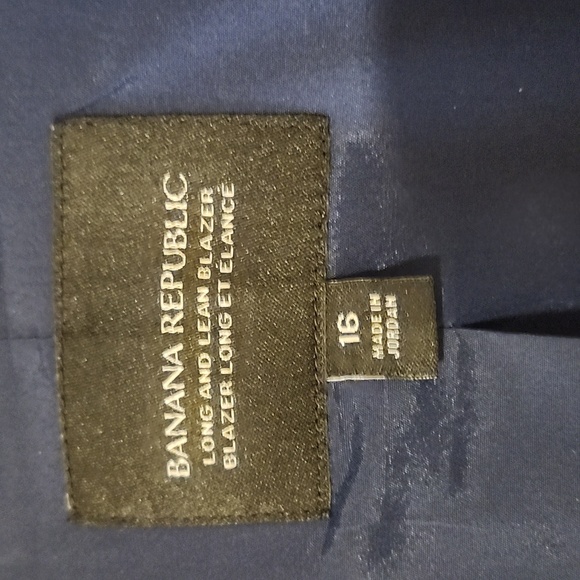 BANANA REPUBLIC
LONG AND LEAN BLAZER
BLAZER LONG ET ÉLANCÉ
16
MADE IN
JORDAN